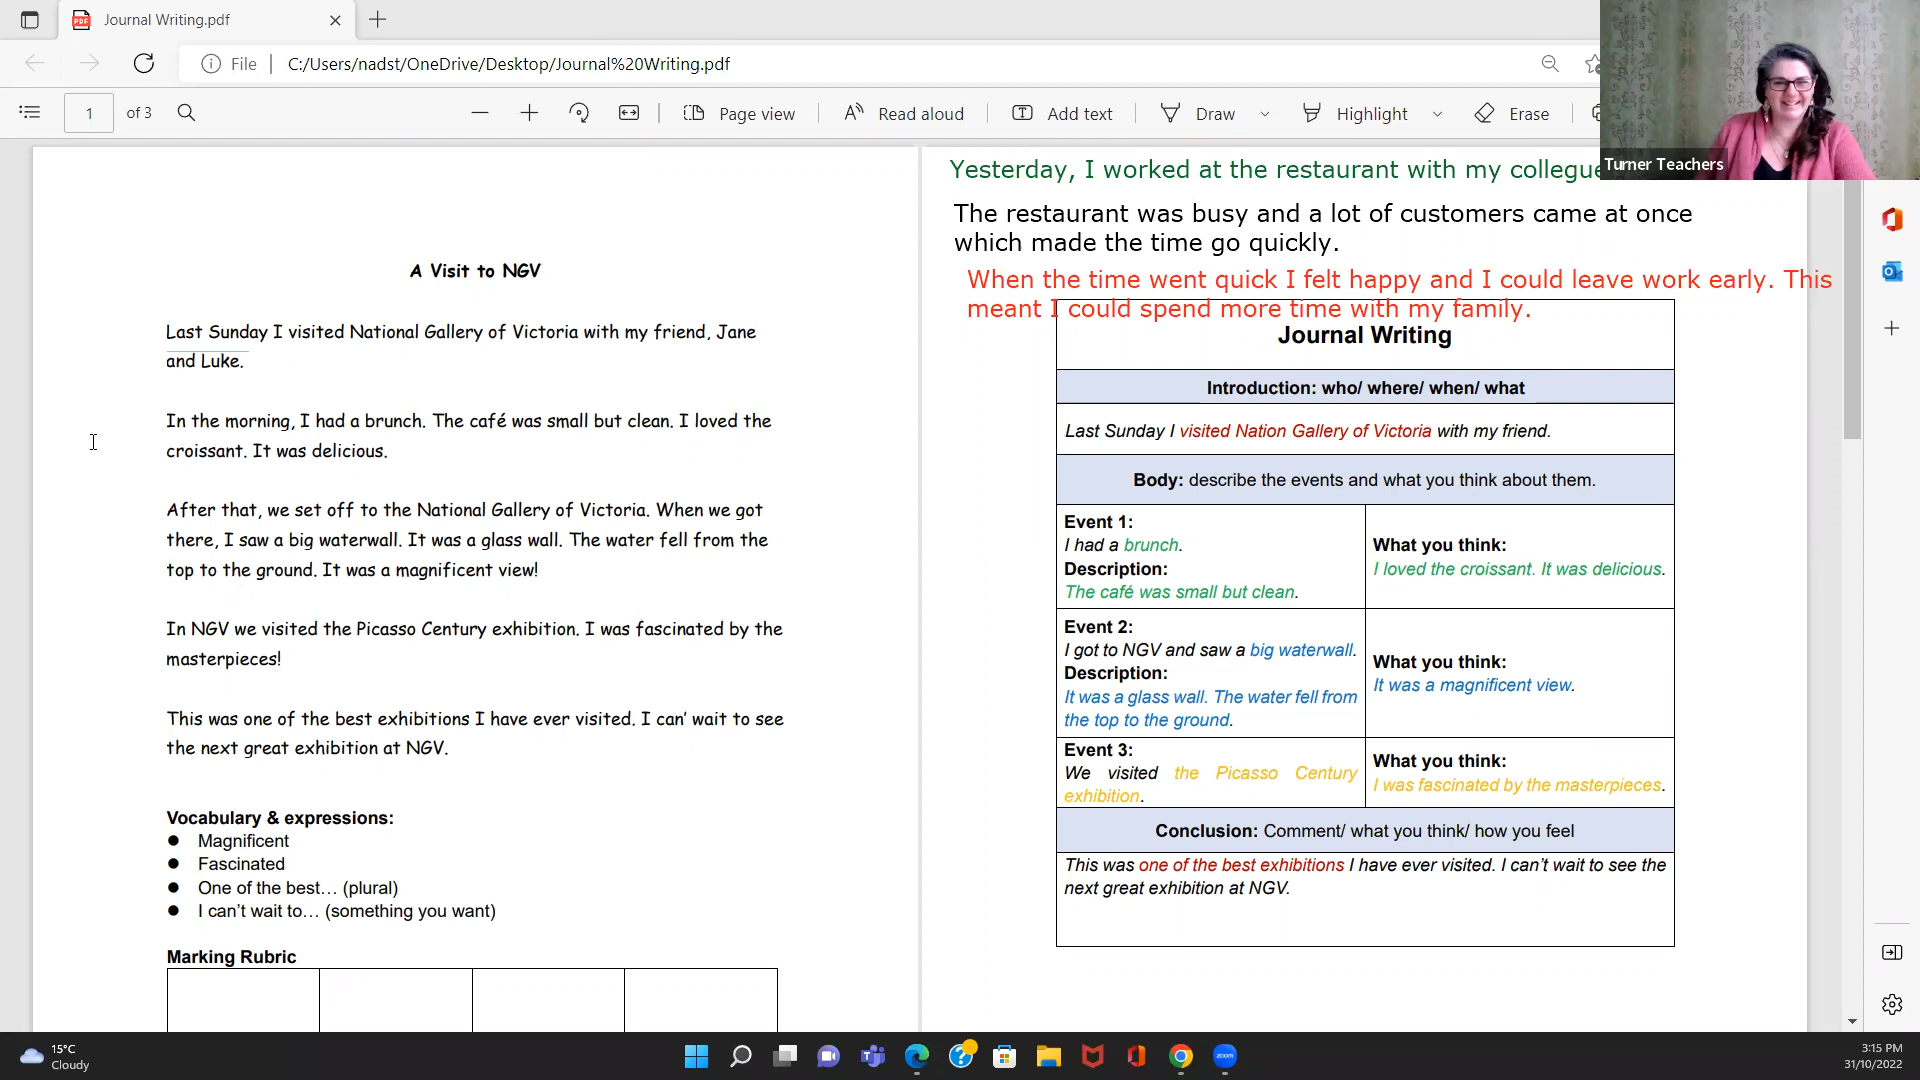 Journal Writing.pdf
File
C:/Users/nadst/OneDrive/Desktop/Journal%20Writing.pdf
1 of 3
Page view
Read aloud
Add text
Draw
Highlight
Erase
Turner Teachers
A Visit to NGV
Last Sunday I visited National Gallery of Victoria with my friend, Jane
and Luke.
In the morning, I had a brunch. The café was small but clean. I loved the
croissant. It was delicious.
After that, we set off to the National Gallery of Victoria. When we got
there, I saw a big waterwall. It was a glass wall. The water fell from the
top to the ground. It was a magnificent view!
In NGV we visited the Picasso Century exhibition. I was fascinated by the
masterpieces!
This was one of the best exhibitions I have ever visited. I can' wait to see
the next great exhibition at NGV.
Vocabulary & expressions:
● Magnificent
● Fascinated
● One of the best… (plural)
● I can't wait to… (something you want)
Marking Rubric
Yesterday, I worked at the restaurant with my
The restaurant was busy and a lot of customers came at once
which made the time go quickly.
When the time went quick I felt happy and I could leave work early. This
meant I could spend more time with my family.
Journal Writing
Introduction: who/ where/ when/ what
Last Sunday I visited Nation Gallery of Victoria with my friend.
Body: describe the events and what you think about them.
Event 1:
I had a brunch.
Description:
The café was small but clean.
What you think:
I loved the croissant. It was delicious.
Event 2:
I got to NGV and saw a big waterwall.
Description:
It was a glass wall. The water fell from
the top to the ground.
What you think:
It was a magnificent view.
Event 3:
We visited the Picasso Century
exhibition.
What you think:
I was fascinated by the masterpieces.
Conclusion: Comment/ what you think/ how you feel
This was one of the best exhibitions I have ever visited. I can't wait to see the
next great exhibition at NGV.
15°C
Cloudy
zoom
3:15 PM
31/10/2022